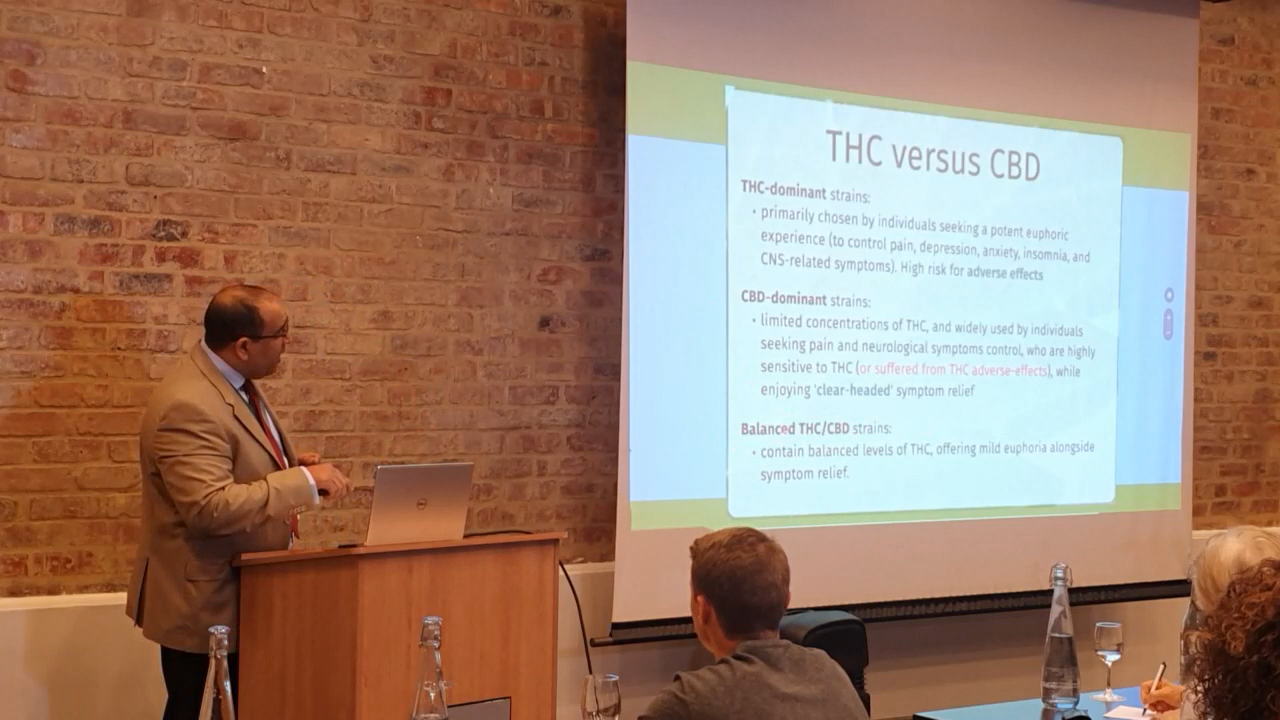 THC versus CBD
THC-dominant strains:
• primarily chosen by individuals seeking a potent euphoric
experience (to control pain, depression, anxiety, insomnia, and
CNS-related symptoms). High risk for adverse effects
CBD-dominant strains:
• limited concentrations of THC, and widely used by individuals
seeking pain and neurological symptoms control, who are highly
sensitive to THC (or suffered from THC adverse-effects), while
enjoying 'clear-headed' symptom relief
Balanced THC/CBD strains:
• contain balanced levels of THC, offering mild euphoria alongside
symptom relief.
DELL